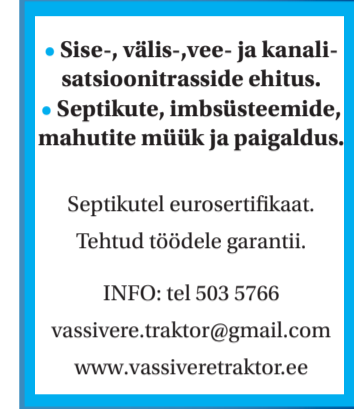 • Sise-, välis-,vee- ja kanali-
satsioonitrasside ehitus.
• Septikute, imbsüsteemide,
mahutite müük ja paigaldus.
Septikutel eurosertifikaat.
Tehtud töödele garantii.
INFO: tel 503 5766
vassivere.traktor@gmail.com
www.vassiveretraktor.ee